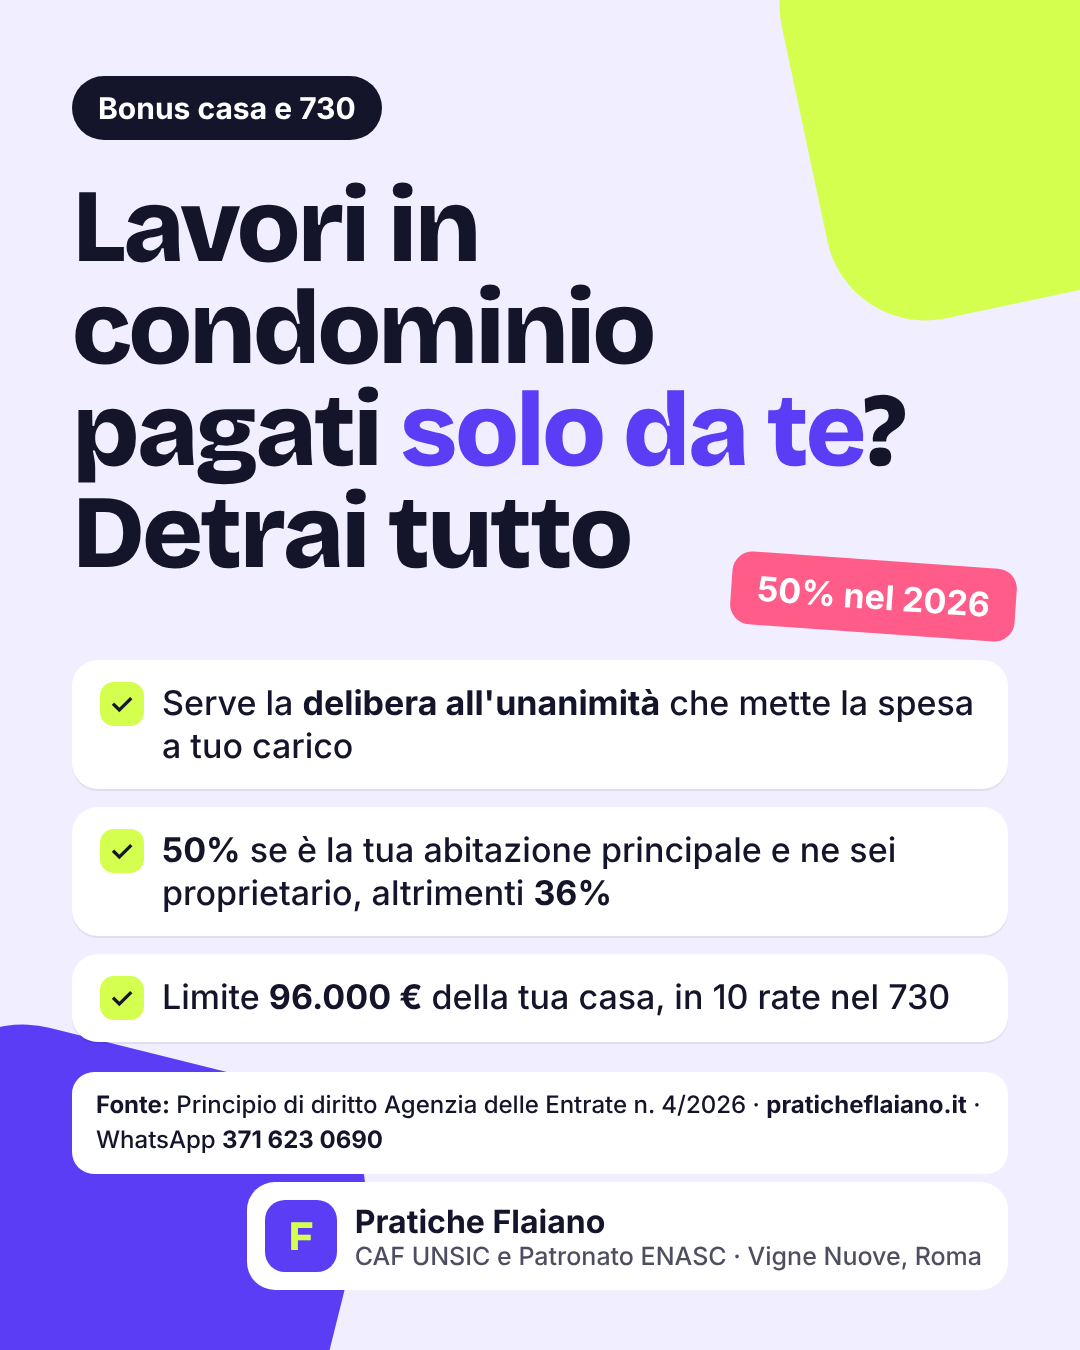 Bonus casa e 730
Lavori in
condominio
pagati solo da te?
Detrai tutto
50% nel 2026
Serve la delibera all'unanimità che mette la spesa
a tuo carico
50% se è la tua abitazione principale e ne sei
proprietario, altrimenti 36%
Limite 96.000 € della tua casa, in 10 rate nel 730
Fonte: Principio di diritto Agenzia delle Entrate n. 4/2026 · praticheflaiano.it ·
WhatsApp 371 623 0690
F
Pratiche Flaiano
CAF UNSIC e Patronato ENASC · Vigne Nuove, Roma